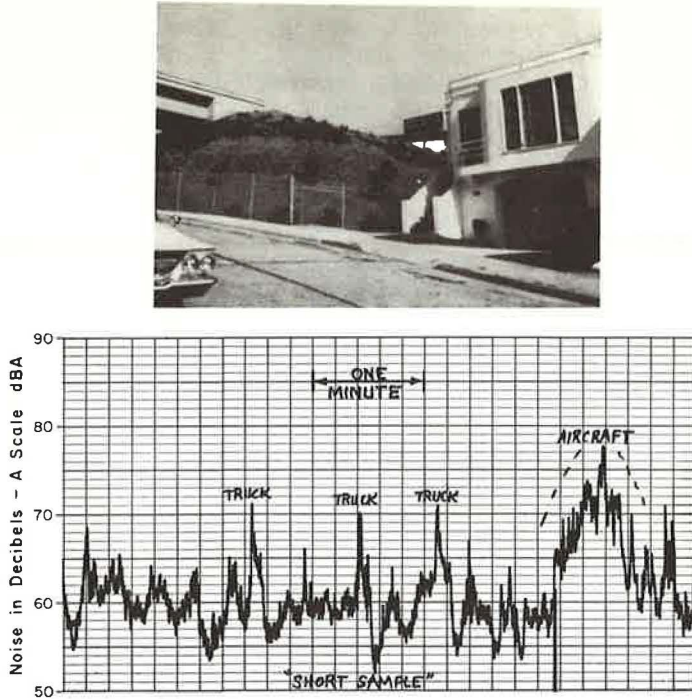 90
80
70
60
50
Noise in Decibels - A Scale dBA
ONE
MINUTE
AIRCRAFT
TRUCK
TRUCK
TRUCK
"SHORT SAMPLE"